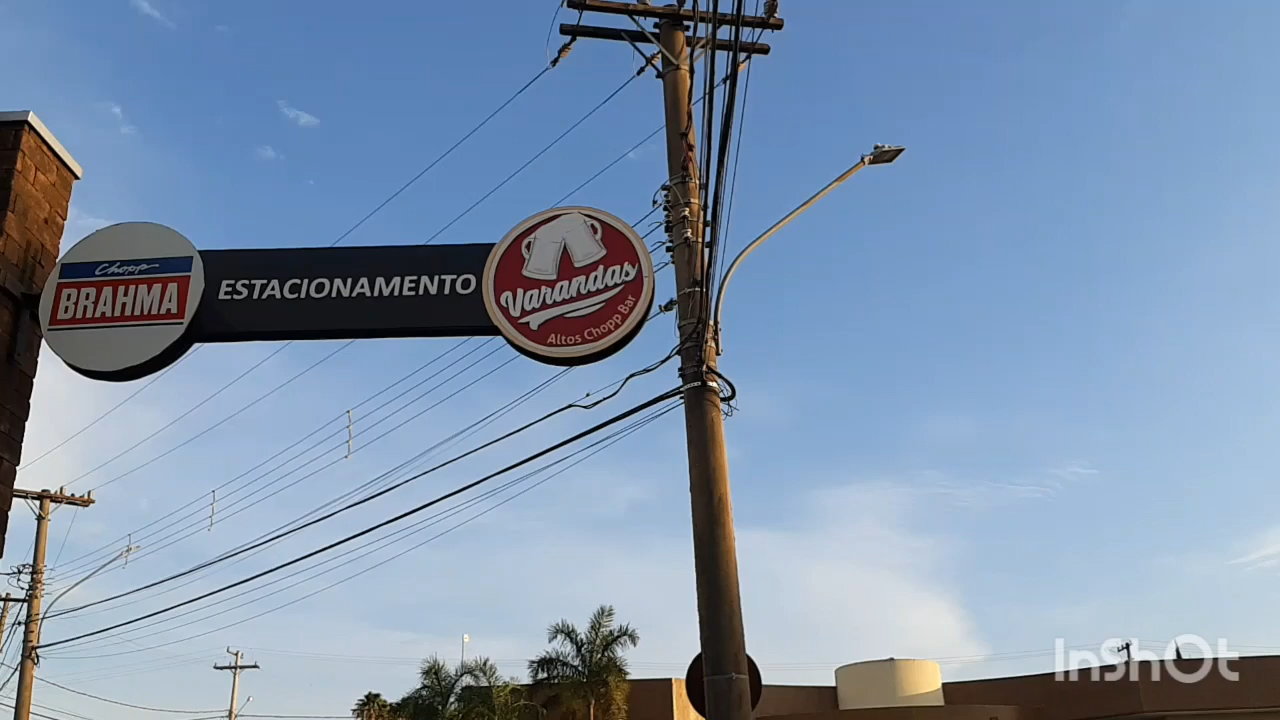 Chopp
BRAHMA
ESTACIONAMENTO
Varandas
Altos Chopp Bar
InShOt